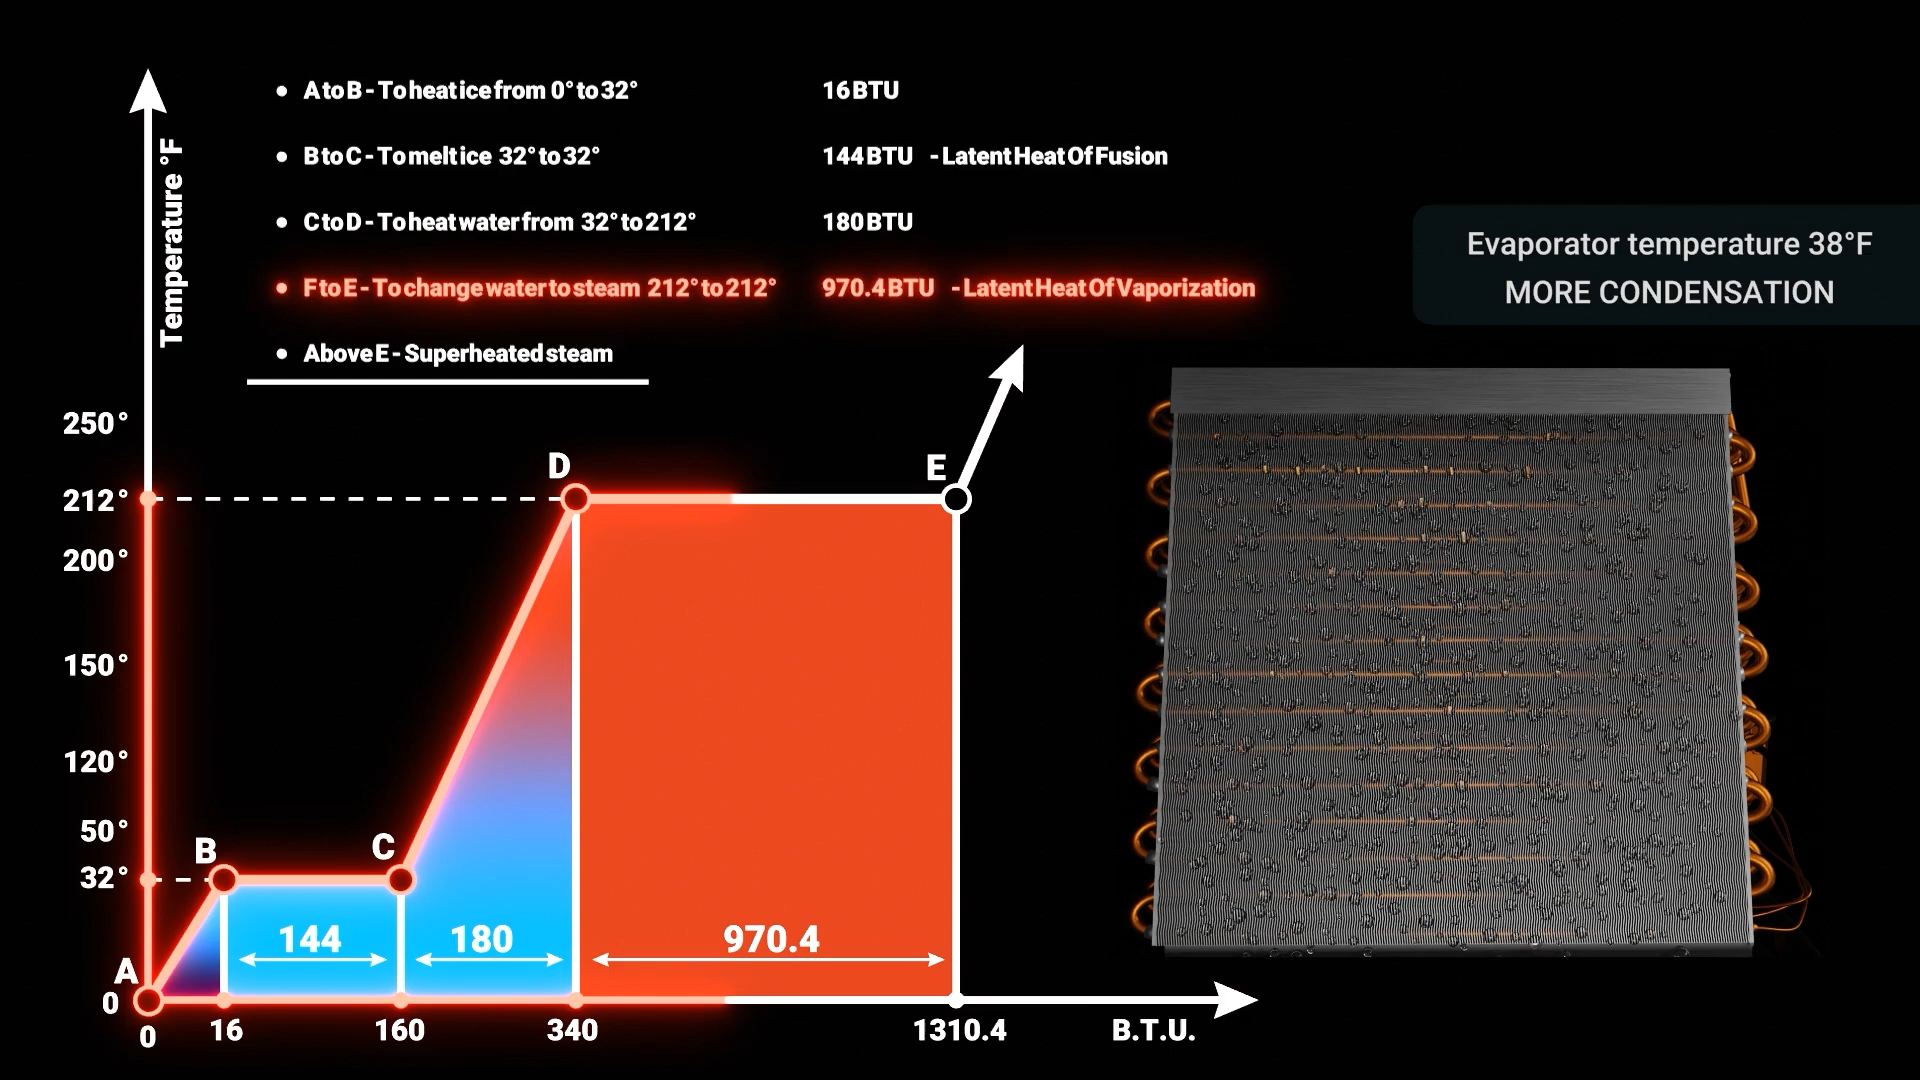 A to B - To heat ice from 0° to 32° 16 BTU
B to C - To melt ice 32° to 32° 144 BTU - Latent Heat Of Fusion
C to D - To heat water from 32° to 212° 180 BTU
F to E - To change water to steam 212° to 212° 970.4 BTU - Latent Heat Of Vaporization
Above E - Superheated steam
Temperature °F
Evaporator temperature 38°F
MORE CONDENSATION
250°
212°
200°
150°
120°
50°
32°
0
A
B
C
D
E
144
180
970.4
0
16
160
340
1310.4
B.T.U.